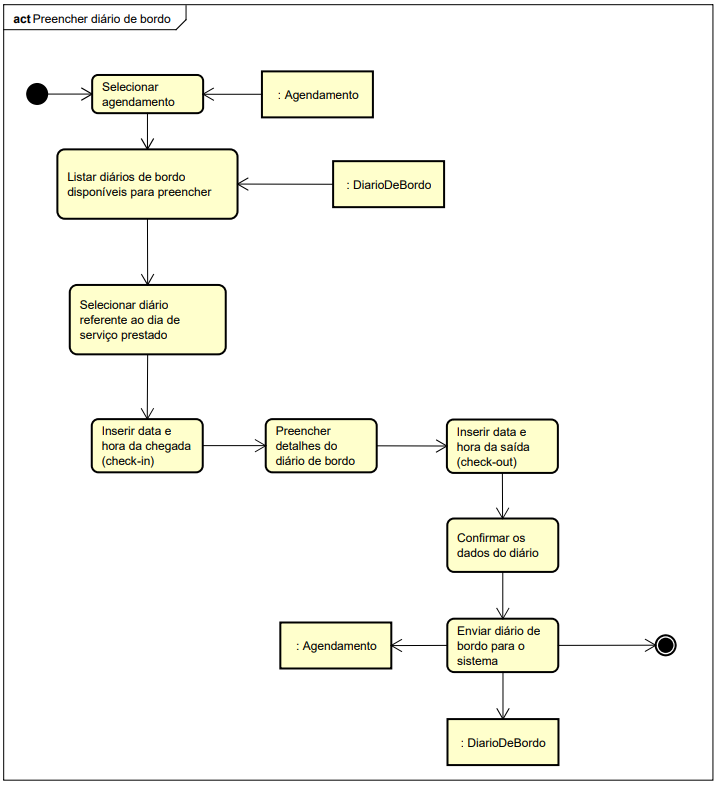 act Preencher diário de bordo
Selecionar
agendamento
: Agendamento
Listar diários de bordo
disponíveis para preencher
: DiarioDeBordo
Selecionar diário
referente ao dia de
serviço prestado
Inserir data e
hora da chegada
(check-in)
Preencher
detalhes do
diário de bordo
Inserir data e
hora da saída
(check-out)
Confirmar os
dados do diário
Enviar diário de
bordo para o
sistema
: Agendamento
: DiarioDeBordo